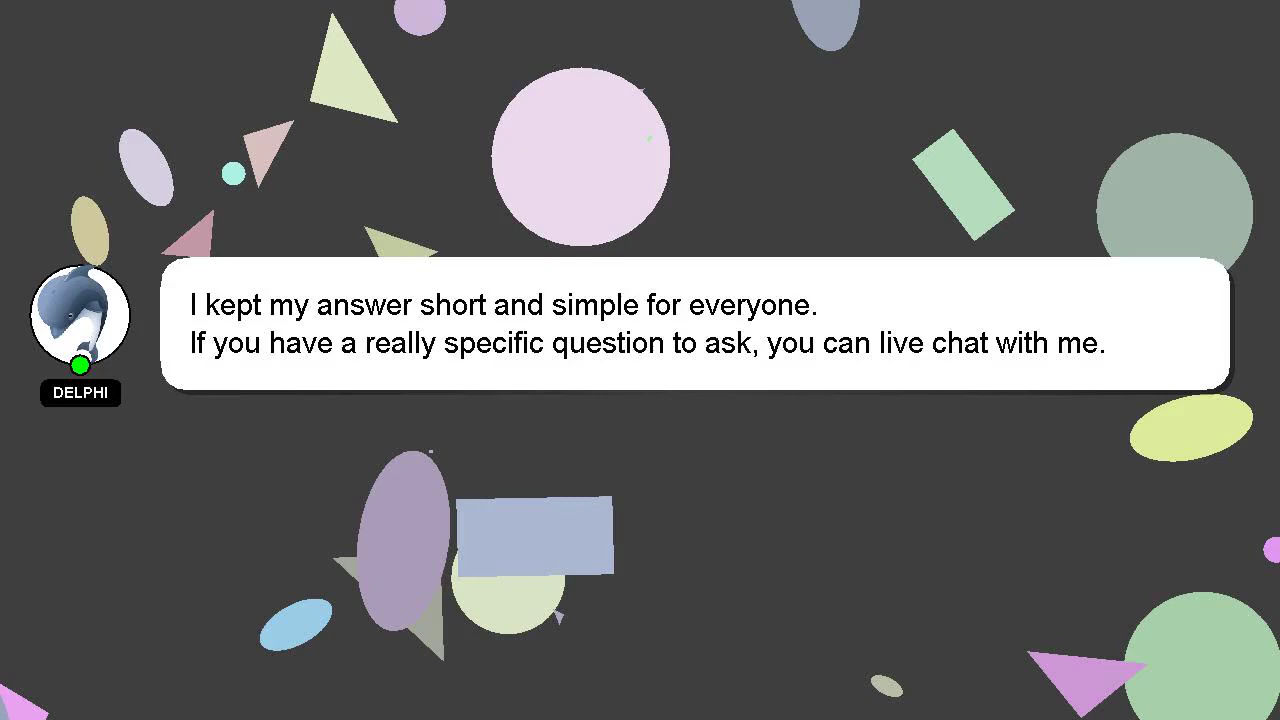 I kept my answer short and simple for everyone.
If you have a really specific question to ask, you can live chat with me.
DELPHI